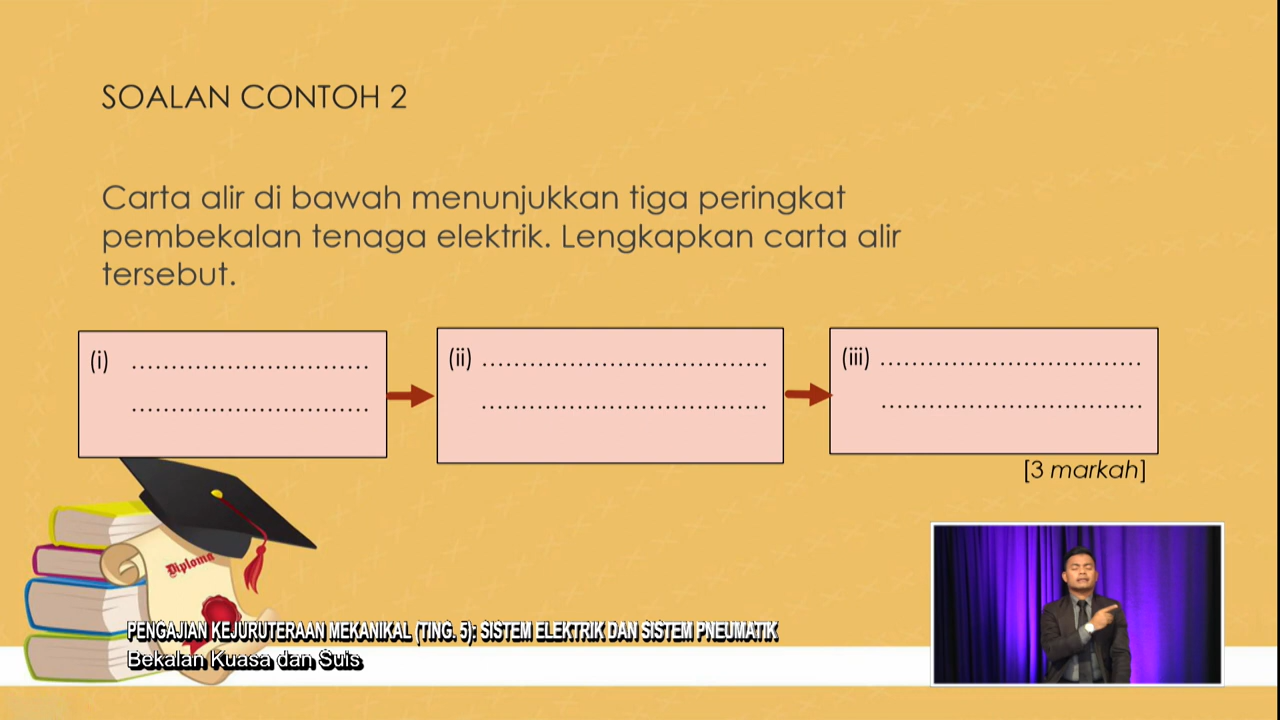 SOALAN CONTOH 2
Carta alir di bawah menunjukkan tiga peringkat
pembekalan tenaga elektrik. Lengkapkan carta alir
tersebut.
(i) ..............................
..............................
(ii) ....................................
....................................
(iii) .................................
.................................
[3 markah]
Diploma
PENGAJIAN KEJURUTERAAN MEKANIKAL (TING. 5): SISTEM ELEKTRIK DAN SISTEM PNEUMATIK
Bekalan Kuasa dan Suis